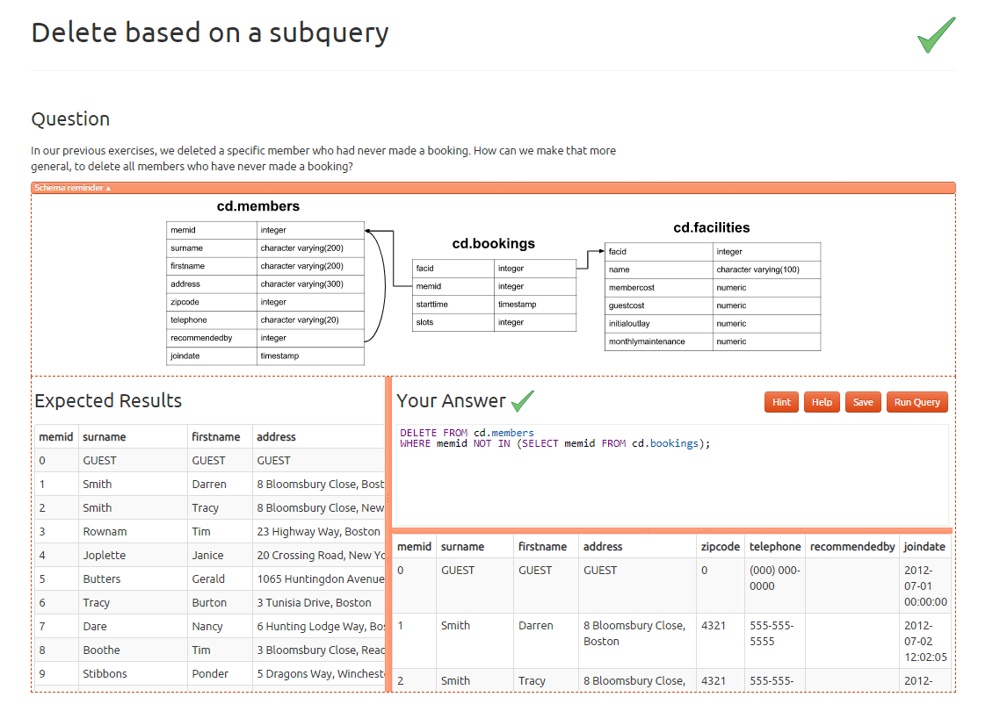 Delete based on a subquery
Question
In our previous exercises, we deleted a specific member who had never made a booking. How can we make that more
general, to delete all members who have never made a booking?
Schema reminder ▴
cd.members
memid integer
surname character varying(200)
firstname character varying(200)
address character varying(300)
zipcode integer
telephone character varying(20)
recommendedby integer
joindate timestamp
cd.bookings
facid integer
memid integer
starttime timestamp
slots integer
cd.facilities
facid integer
name character varying(100)
membercost numeric
guestcost numeric
initialoutlay numeric
monthlymaintenance numeric
Expected Results
memid surname firstname address
0 GUEST GUEST GUEST
1 Smith Darren 8 Bloomsbury Close, Bost
2 Smith Tracy 8 Bloomsbury Close, New
3 Rownam Tim 23 Highway Way, Boston
4 Joplette Janice 20 Crossing Road, New Yo
5 Butters Gerald 1065 Huntingdon Avenue
6 Tracy Burton 3 Tunisia Drive, Boston
7 Dare Nancy 6 Hunting Lodge Way, Bos
8 Boothe Tim 3 Bloomsbury Close, Reac
9 Stibbons Ponder 5 Dragons Way, Winchest
Your Answer
Hint Help Save Run Query
DELETE FROM cd.members
WHERE memid NOT IN (SELECT memid FROM cd.bookings);
memid surname firstname address zipcode telephone recommendedby joindate
0 GUEST GUEST GUEST 0 (000) 000- 2012-
0000 07-01
00:00:00
1 Smith Darren 8 Bloomsbury Close, 4321 555-555- 2012-
Boston 5555 07-02
12:02:05
2 Smith Tracy 8 Bloomsbury Close, 4321 555-555- 2012-